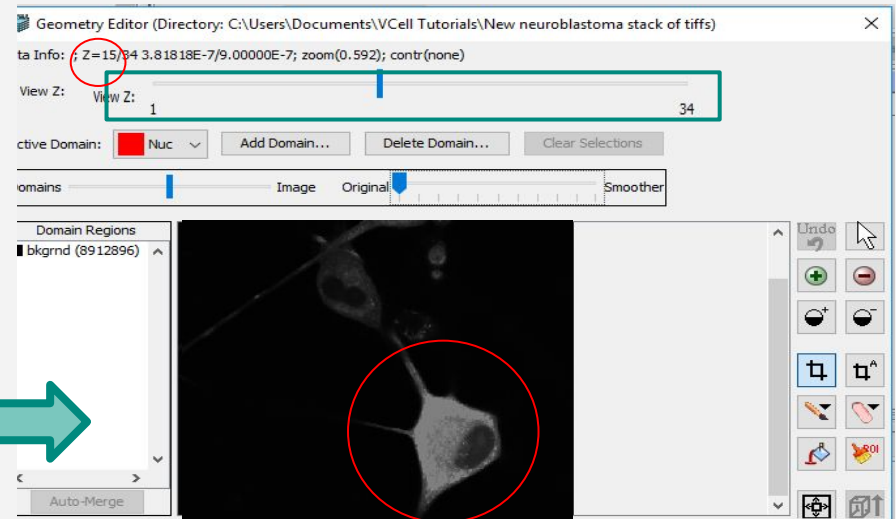 Geometry Editor (Directory: C:\Users\Documents\VCell Tutorials\New neuroblastoma stack of tiffs)
ta Info: ; Z=15/34 3.81818E-7/9.00000E-7; zoom(0.592); contr(none)
View Z: View Z:
1 34
ctive Domain: Nuc Add Domain... Delete Domain... Clear Selections
omains Image Original Smoother
Domain Regions Undo
bkgrnd (8912896)
A
ROI
Auto-Merge